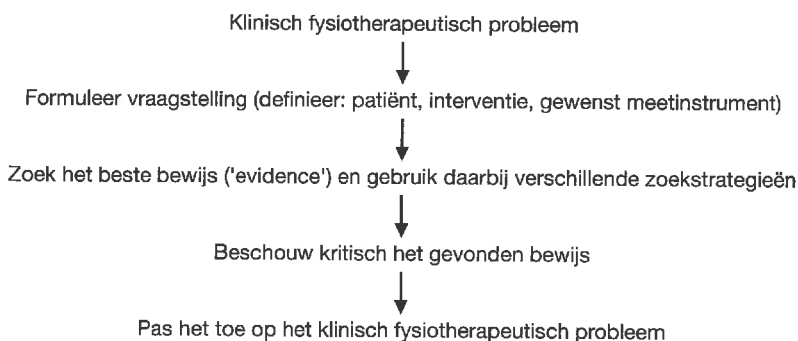 Klinisch fysiotherapeutisch probleem
Formuleer vraagstelling (definieer: patiënt, interventie, gewenst meetinstrument)
Zoek het beste bewijs ('evidence') en gebruik daarbij verschillende zoekstrategieën
Beschouw kritisch het gevonden bewijs
Pas het toe op het klinisch fysiotherapeutisch probleem